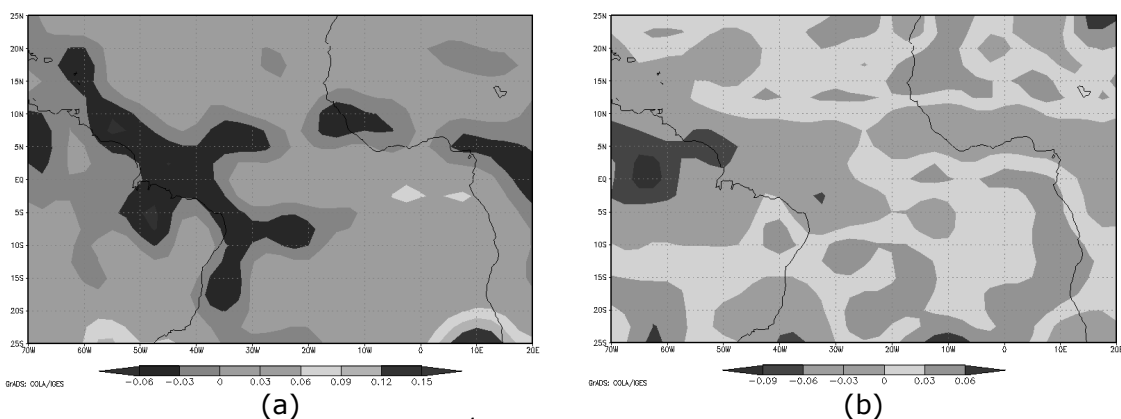 25N
20N
15N
10N
5N
EQ
5S
10S
15S
20S
25S
70W 60W 50W 40W 30W 20W 10W 0 10E 20E
GrADS: COLA/IGES
−0.06 −0.03 0 0.03 0.06 0.09 0.12 0.15
(a)
25N
20N
15N
10N
5N
EQ
5S
10S
15S
20S
25S
70W 60W 50W 40W 30W 20W 10W 0 10E 20E
GrADS: COLA/IGES
−0.09 −0.06 −0.03 0 0.03 0.06
(b)